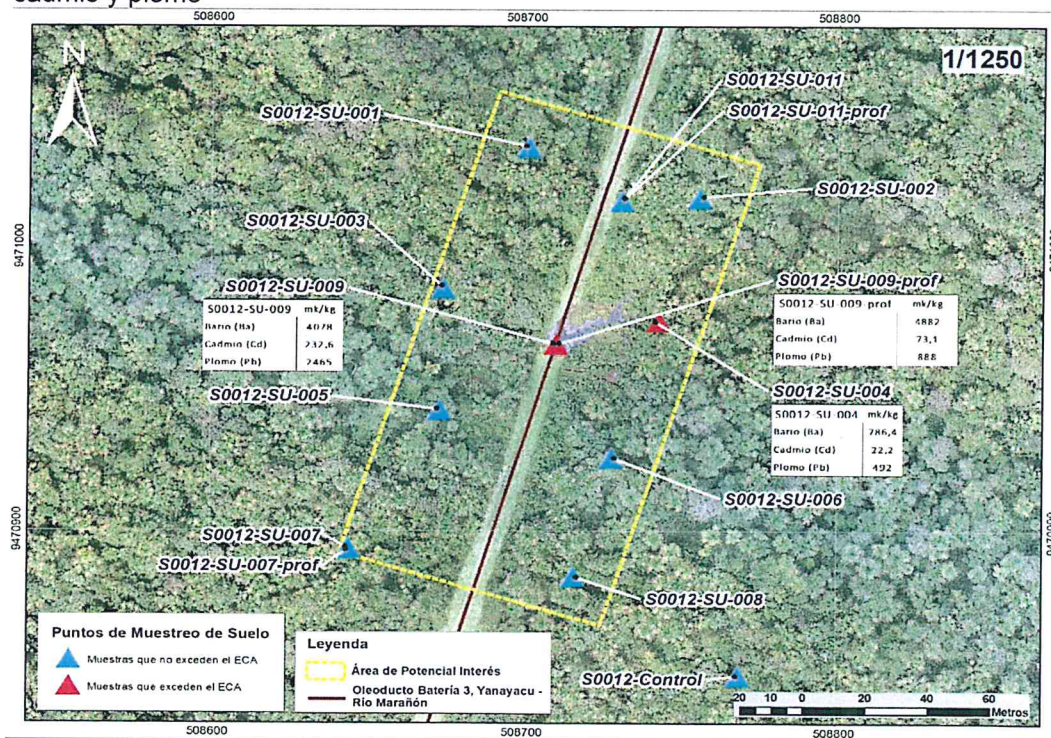 cadmio y plomo
508600
508700
508800
N
1/1250
S0012-SU-001
S0012-SU-011
S0012-SU-011-prof
S0012-SU-002
S0012-SU-003
9471000
S0012-SU-009
S0012-SU-009-prof
S0012-SU-009 mk/kg
Bario (Ba) 4078
Cadmio (Cd) 232,6
Plomo (Pb) 2465
S0012-SU-009-prof mk/kg
Bario (Ba) 4882
Cadmio (Cd) 73,1
Plomo (Pb) 888
S0012-SU-005
S0012-SU-004
S0012-SU-004 mk/kg
Bario (Ba) 786,4
Cadmio (Cd) 22,2
Plomo (Pb) 492
S0012-SU-006
9470900
S0012-SU-007
S0012-SU-007-prof
S0012-SU-008
Puntos de Muestreo de Suelo
Muestras que no exceden el ECA
Muestras que exceden el ECA
Leyenda
Área de Potencial Interés
Oleoducto Batería 3, Yanayacu -
Río Marañón
S0012-Control
20 10 0 20 40 60
Metros
508600
508700
508800